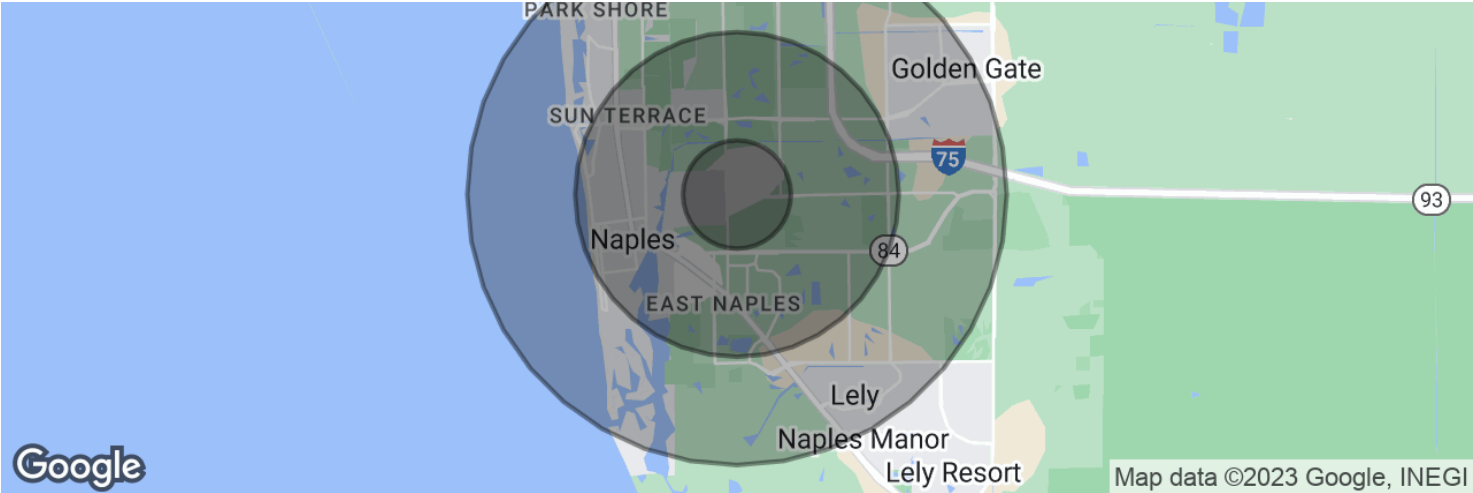 PARK SHORE
Golden Gate
SUN TERRACE
75
93
Naples
84
EAST NAPLES
Lely
Naples Manor
Lely Resort
Google
Map data ©2023 Google, INEGI